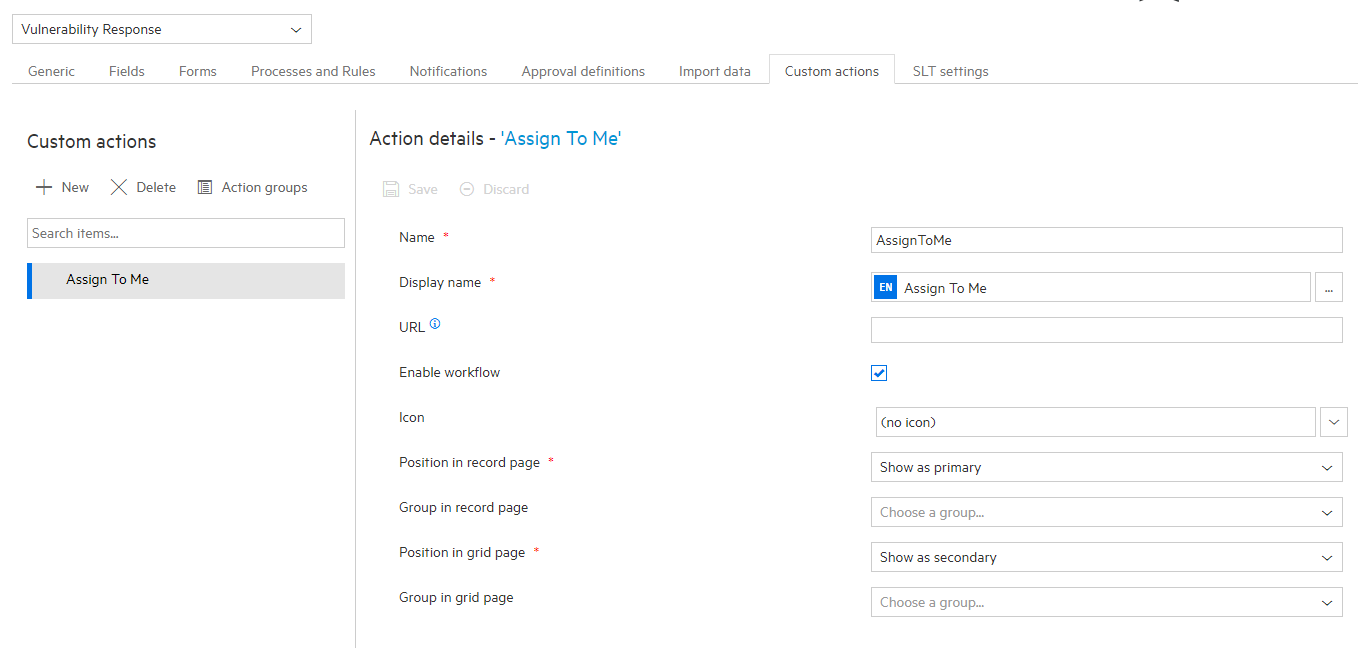 Vulnerability Response
Generic Fields Forms Processes and Rules Notifications Approval definitions Import data Custom actions SLT settings
Custom actions
New Delete Action groups
Search items...
Assign To Me
Action details - 'Assign To Me'
Save Discard
Name * AssignToMe
Display name * EN Assign To Me ...
URL
Enable workflow
Icon (no icon)
Position in record page * Show as primary
Group in record page Choose a group...
Position in grid page * Show as secondary
Group in grid page Choose a group...